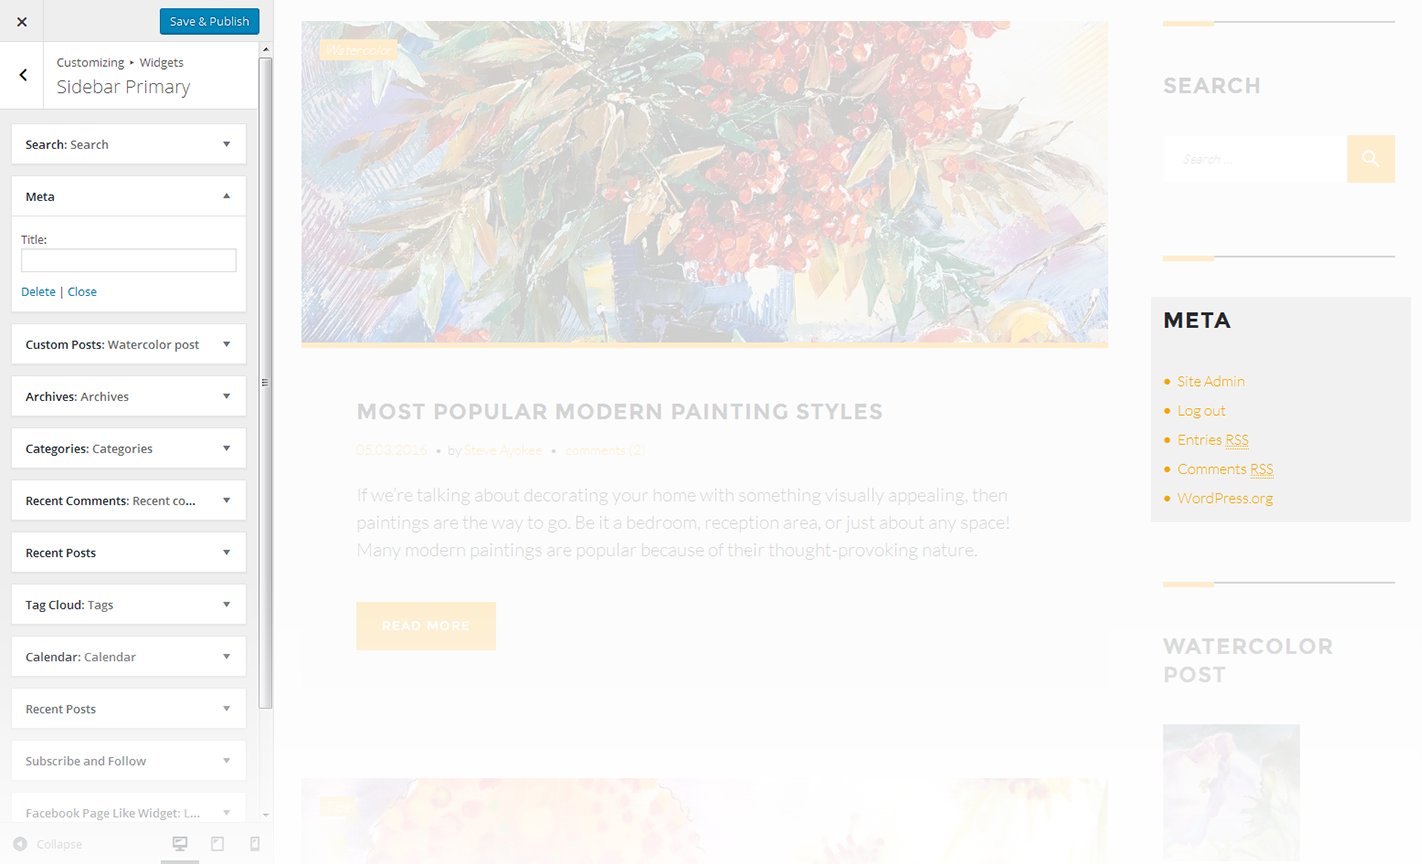 Save & Publish
Customizing ▸ Widgets
Sidebar Primary
Search: Search
Meta
Title:
Delete | Close
Custom Posts: Watercolor post
Archives: Archives
Categories: Categories
Recent Comments: Recent co...
Recent Posts
Tag Cloud: Tags
Calendar: Calendar
Recent Posts
Subscribe and Follow
Facebook Page Like Widget: L...
Collapse
Watercolor
MOST POPULAR MODERN PAINTING STYLES
05.03.2016 • by Steve Ayokee • comments (2)
If we're talking about decorating your home with something visually appealing, then
paintings are the way to go. Be it a bedroom, reception area, or just about any space!
Many modern paintings are popular because of their thought-provoking nature.
READ MORE
SEARCH
Search ...
META
• Site Admin
• Log out
• Entries RSS
• Comments RSS
• WordPress.org
WATERCOLOR
POST